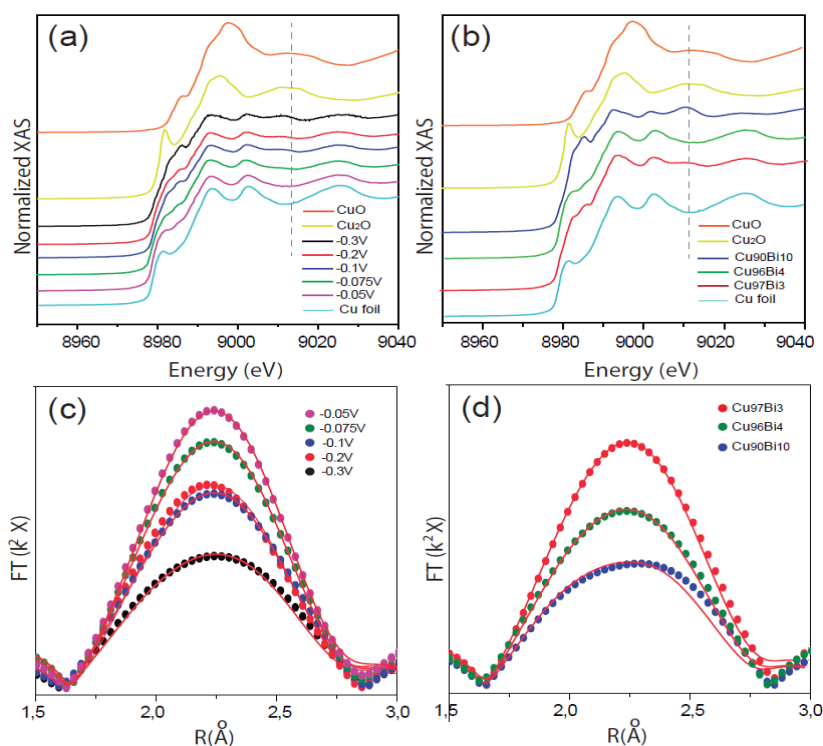 (a)
Normalized XAS
CuO
Cu₂O
-0.3V
-0.2V
-0.1V
-0.075V
-0.05V
Cu foil
8960 8980 9000 9020 9040
Energy (eV)
(b)
Normalized XAS
CuO
Cu₂O
Cu90Bi10
Cu96Bi4
Cu97Bi3
Cu foil
8960 8980 9000 9020 9040
Energy (eV)
(c)
FT (k² X)
-0.05V
-0.075V
-0.1V
-0.2V
-0.3V
1,5 2,0 2,5 3,0
R(Å)
(d)
FT (k² X)
Cu97Bi3
Cu96Bi4
Cu90Bi10
1,5 2,0 2,5 3,0
R(Å)